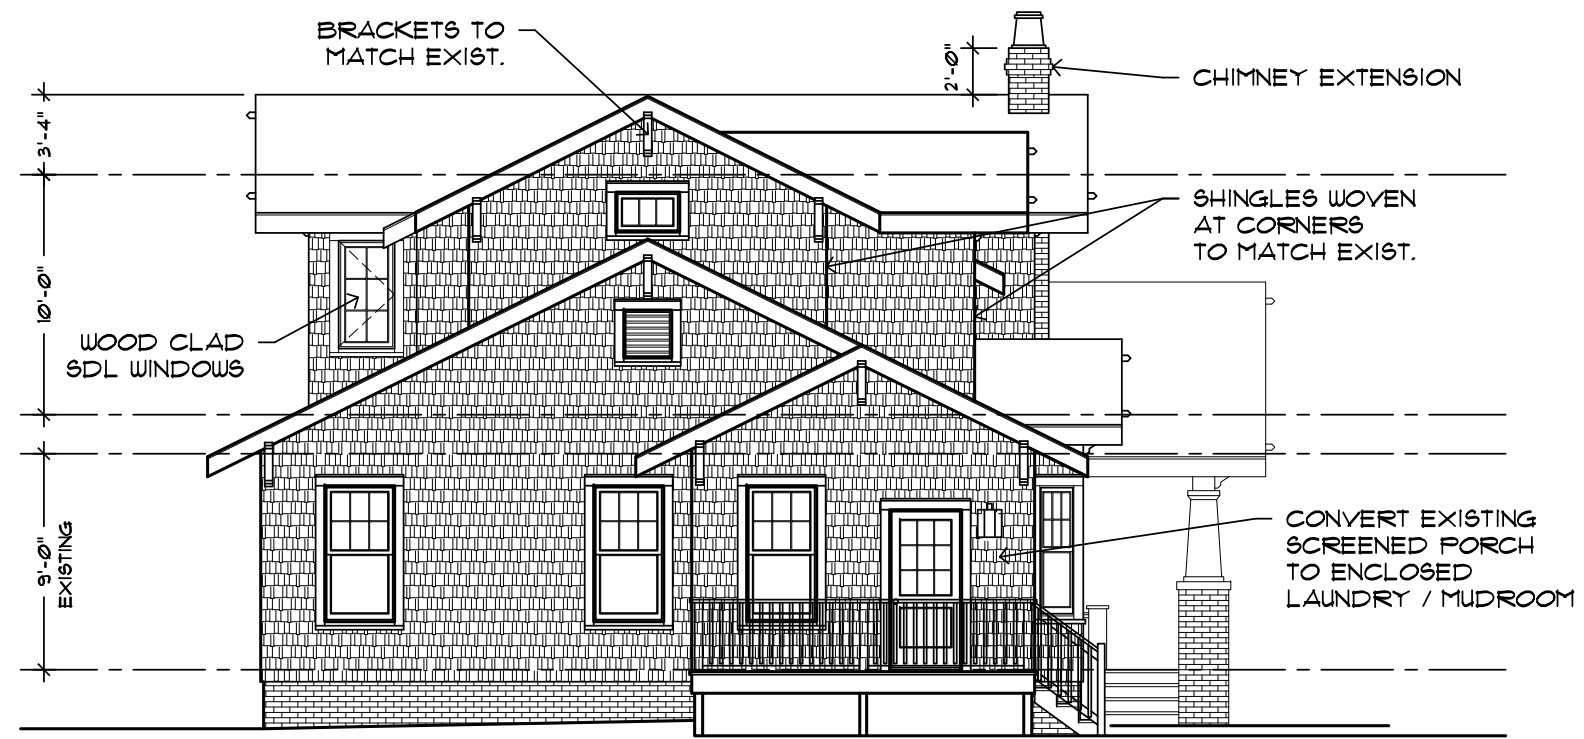 BRACKETS TO
MATCH EXIST.
2'-0"
CHIMNEY EXTENSION
3'-4"
SHINGLES WOVEN
AT CORNERS
TO MATCH EXIST.
10'-0"
WOOD CLAD
SDL WINDOWS
9'-0"
EXISTING
CONVERT EXISTING
SCREENED PORCH
TO ENCLOSED
LAUNDRY / MUDROOM